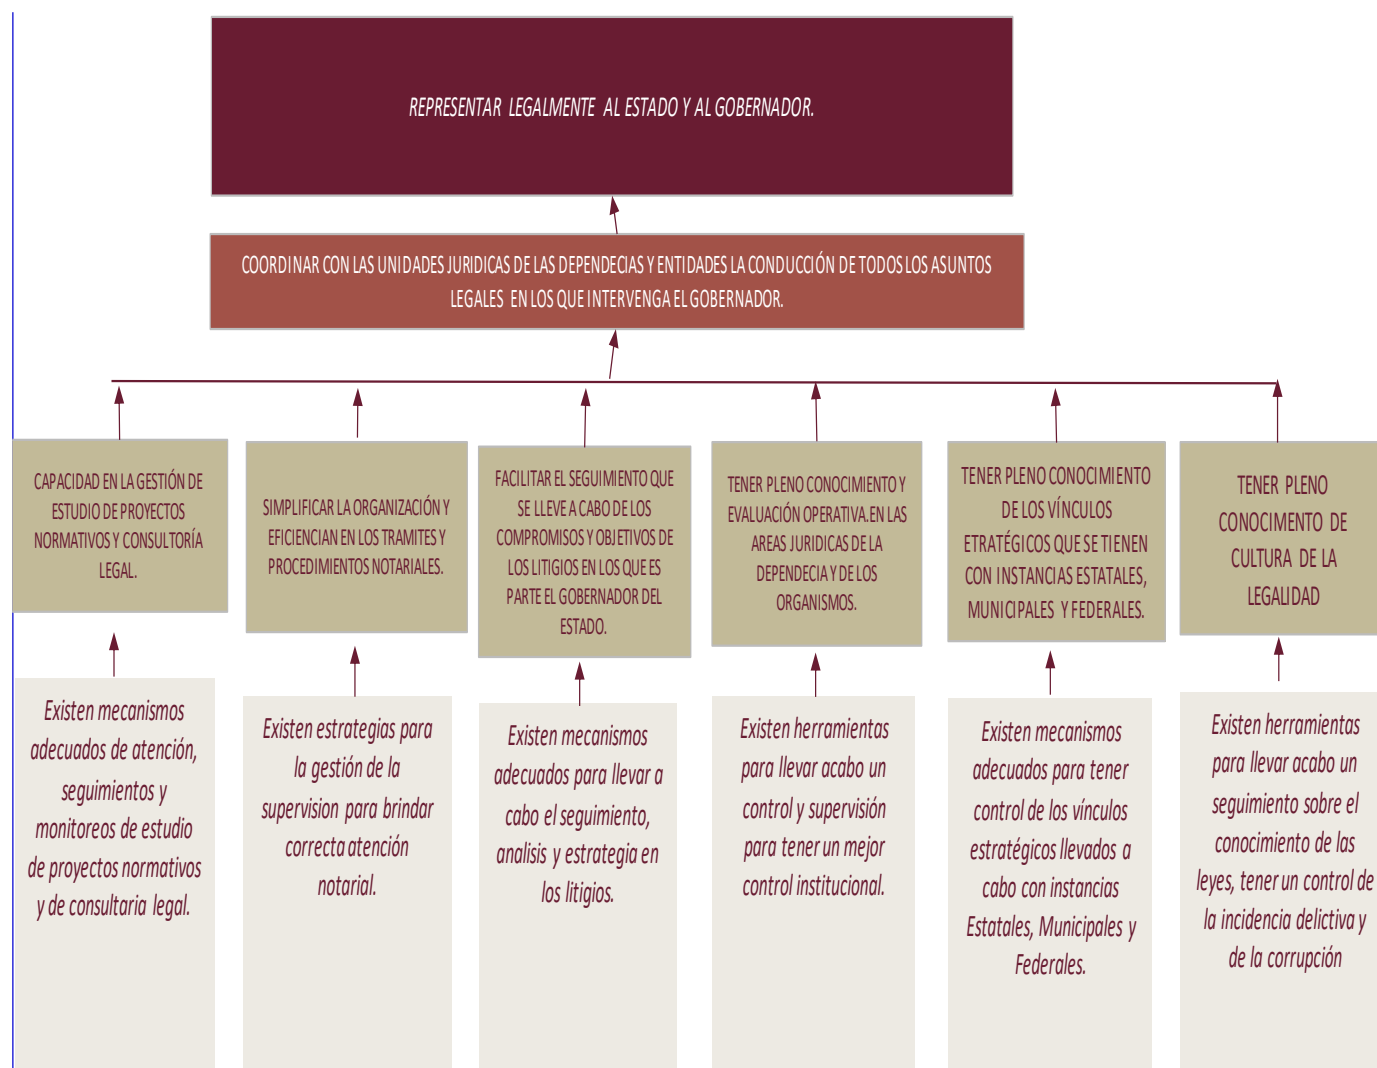 REPRESENTAR LEGALMENTE AL ESTADO Y AL GOBERNADOR.
COORDINAR CON LAS UNIDADES JURIDICAS DE LAS DEPENDECIAS Y ENTIDADES LA CONDUCCIÓN DE TODOS LOS ASUNTOS
LEGALES EN LOS QUE INTERVENGA EL GOBERNADOR.
CAPACIDAD EN LA GESTIÓN DE
ESTUDIO DE PROYECTOS
NORMATIVOS Y CONSULTORÍA
LEGAL.
SIMPLIFICAR LA ORGANIZACIÓN Y
EFICIENCIAN EN LOS TRAMITES Y
PROCEDIMIENTOS NOTARIALES.
FACILITAR EL SEGUIMIENTO QUE
SE LLEVE A CABO DE LOS
COMPROMISOS Y OBJETIVOS DE
LOS LITIGIOS EN LOS QUE ES
PARTE EL GOBERNADOR DEL
ESTADO.
TENER PLENO CONOCIMIENTO Y
EVALUACIÓN OPERATIVA.EN LAS
AREAS JURIDICAS DE LA
DEPENDECIA Y DE LOS
ORGANISMOS.
TENER PLENO CONOCIMIENTO
DE LOS VÍNCULOS
ETRATÉGICOS QUE SE TIENEN
CON INSTANCIAS ESTATALES,
MUNICIPALES Y FEDERALES.
TENER PLENO
CONOCIMENTO DE
CULTURA DE LA
LEGALIDAD
Existen mecanismos
adecuados de atención,
seguimientos y
monitoreos de estudio
de proyectos normativos
y de consultaria legal.
Existen estrategias para
la gestión de la
supervision para brindar
correcta atención
notarial.
Existen mecanismos
adecuados para llevar a
cabo el seguimiento,
analisis y estrategia en
los litigios.
Existen herramientas
para llevar acabo un
control y supervisión
para tener un mejor
control institucional.
Existen mecanismos
adecuados para tener
control de los vínculos
estratégicos llevados a
cabo con instancias
Estatales, Municipales y
Federales.
Existen herramientas
para llevar acabo un
seguimiento sobre el
conocimiento de las
leyes, tener un control de
la incidencia delictiva y
de la corrupción